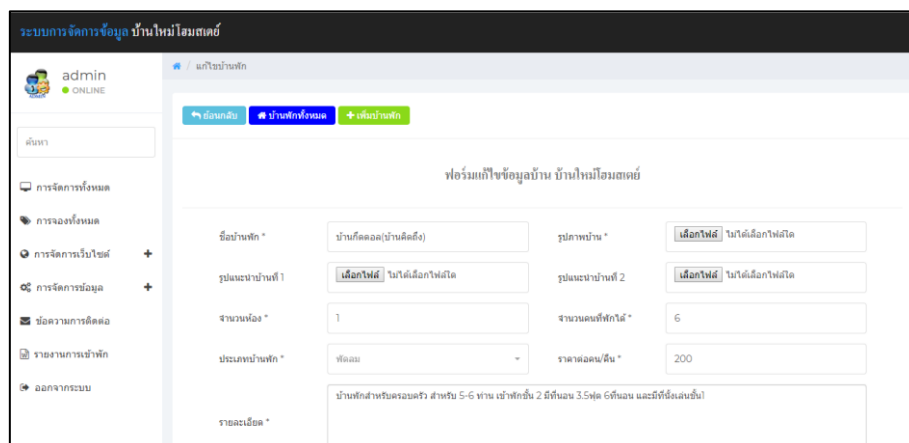 ระบบการจัดการข้อมูล บ้านใหม่โฮมสเตย์
admin
ONLINE
ค้นหา
การจัดการทั้งหมด
การจองทั้งหมด
การจัดการเว็บไซต์ +
การจัดการข้อมูล +
ข้อความการติดต่อ
รายงานการเข้าพัก
ออกจากระบบ
/ แก้ไขบ้านพัก
ย้อนกลับ บ้านพักทั้งหมด + เพิ่มบ้านพัก
ฟอร์มแก้ไขข้อมูลบ้าน บ้านใหม่โฮมสเตย์
ชื่อบ้านพัก * บ้านกึ๊ดดอล(บ้านคิดถึง) รูปภาพบ้าน * เลือกไฟล์ ไม่ได้เลือกไฟล์ใด
รูปแนะนำบ้านที่ 1 เลือกไฟล์ ไม่ได้เลือกไฟล์ใด รูปแนะนำบ้านที่ 2 เลือกไฟล์ ไม่ได้เลือกไฟล์ใด
จำนวนห้อง * 1 จำนวนคนที่พักได้ * 6
ประเภทบ้านพัก * พัดลม ราคาต่อคน/คืน * 200
รายละเอียด * บ้านพักสำหรับครอบครัว สำหรับ 5-6 ท่าน เข้าพักชั้น 2 มีที่นอน 3.5ฟุต 6ที่นอน และมีที่นั่งเล่นชั้น1